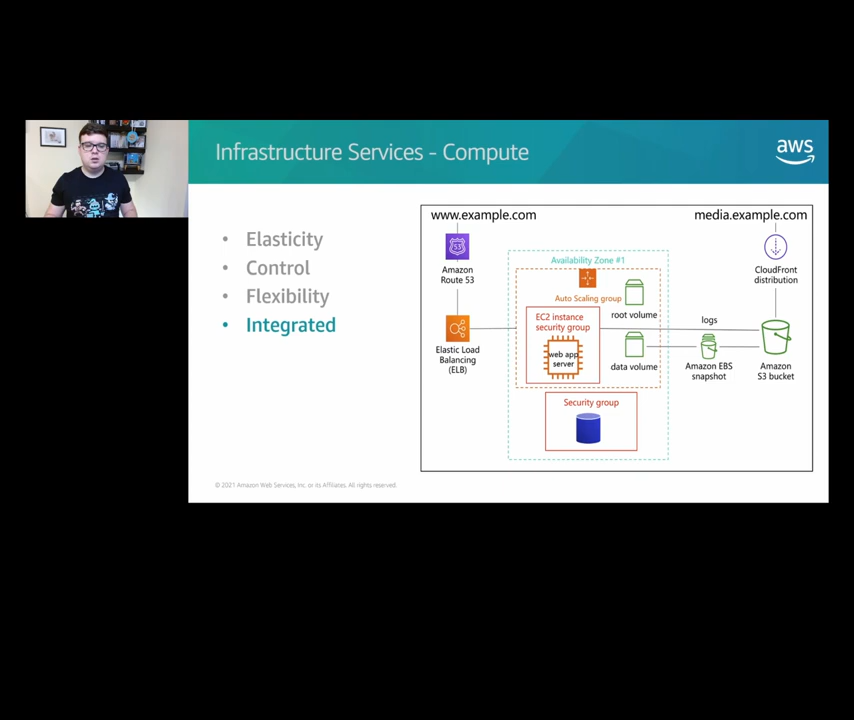 Infrastructure Services - Compute
aws
• Elasticity
• Control
• Flexibility
• Integrated
www.example.com
media.example.com
53
Amazon
Route 53
CloudFront
distribution
Availability Zone #1
Auto Scaling group
root volume
EC2 instance
security group
web app
server
logs
Elastic Load
Balancing
(ELB)
data volume
Amazon EBS
snapshot
Amazon
S3 bucket
Security group
© 2021 Amazon Web Services, Inc. or its Affiliates. All rights reserved.